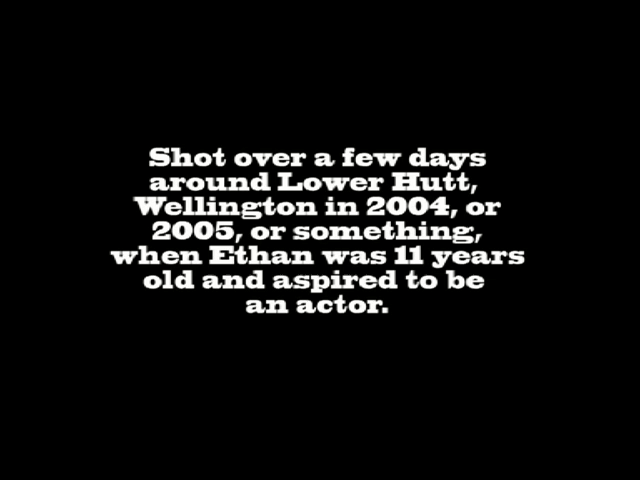 Shot over a few days
around Lower Hutt,
Wellington in 2004, or
2005, or something,
when Ethan was 11 years
old and aspired to be
an actor.